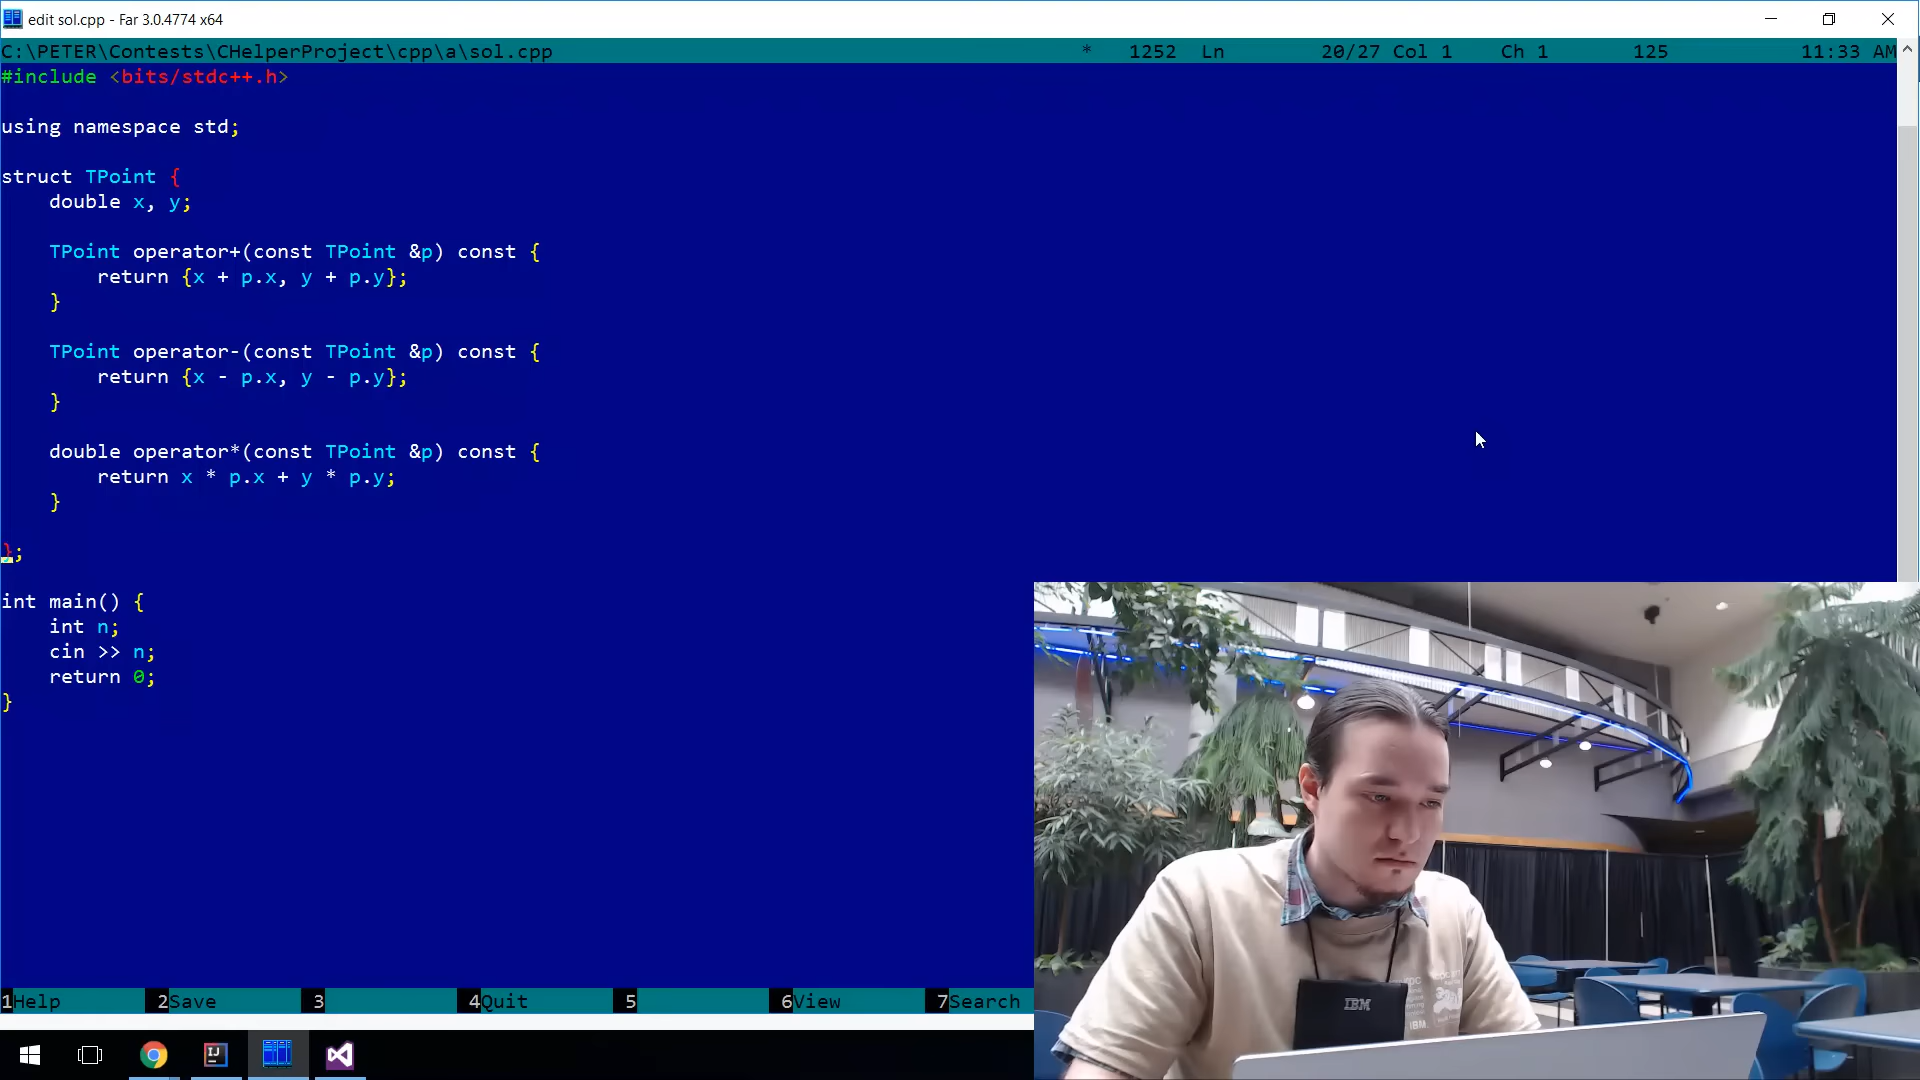 edit sol.cpp - Far 3.0.4774 x64
C:\PETER\Contests\CHelperProject\cpp\a\sol.cpp * 1252 Ln 20/27 Col 1 Ch 1 125 11:33 AM
#include <bits/stdc++.h>
using namespace std;
struct TPoint {
    double x, y;
    TPoint operator+(const TPoint &p) const {
        return {x + p.x, y + p.y};
    }
    TPoint operator-(const TPoint &p) const {
        return {x - p.x, y - p.y};
    }
    double operator*(const TPoint &p) const {
        return x * p.x + y * p.y;
    }
};
int main() {
    int n;
    cin >> n;
    return 0;
}
1Help 2Save 3 4Quit 5 6View 7Search
IJ
IBM
IBM.